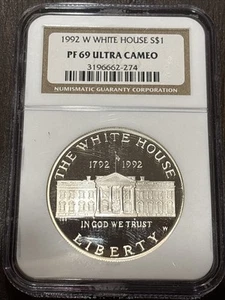 1992 W WHITE HOUSE S$1
PF 69 ULTRA CAMEO
3196662-274
NUMISMATIC GUARANTY CORPORATION
THE WHITE HOUSE
1792 1992
IN GOD WE TRUST
LIBERTY
W